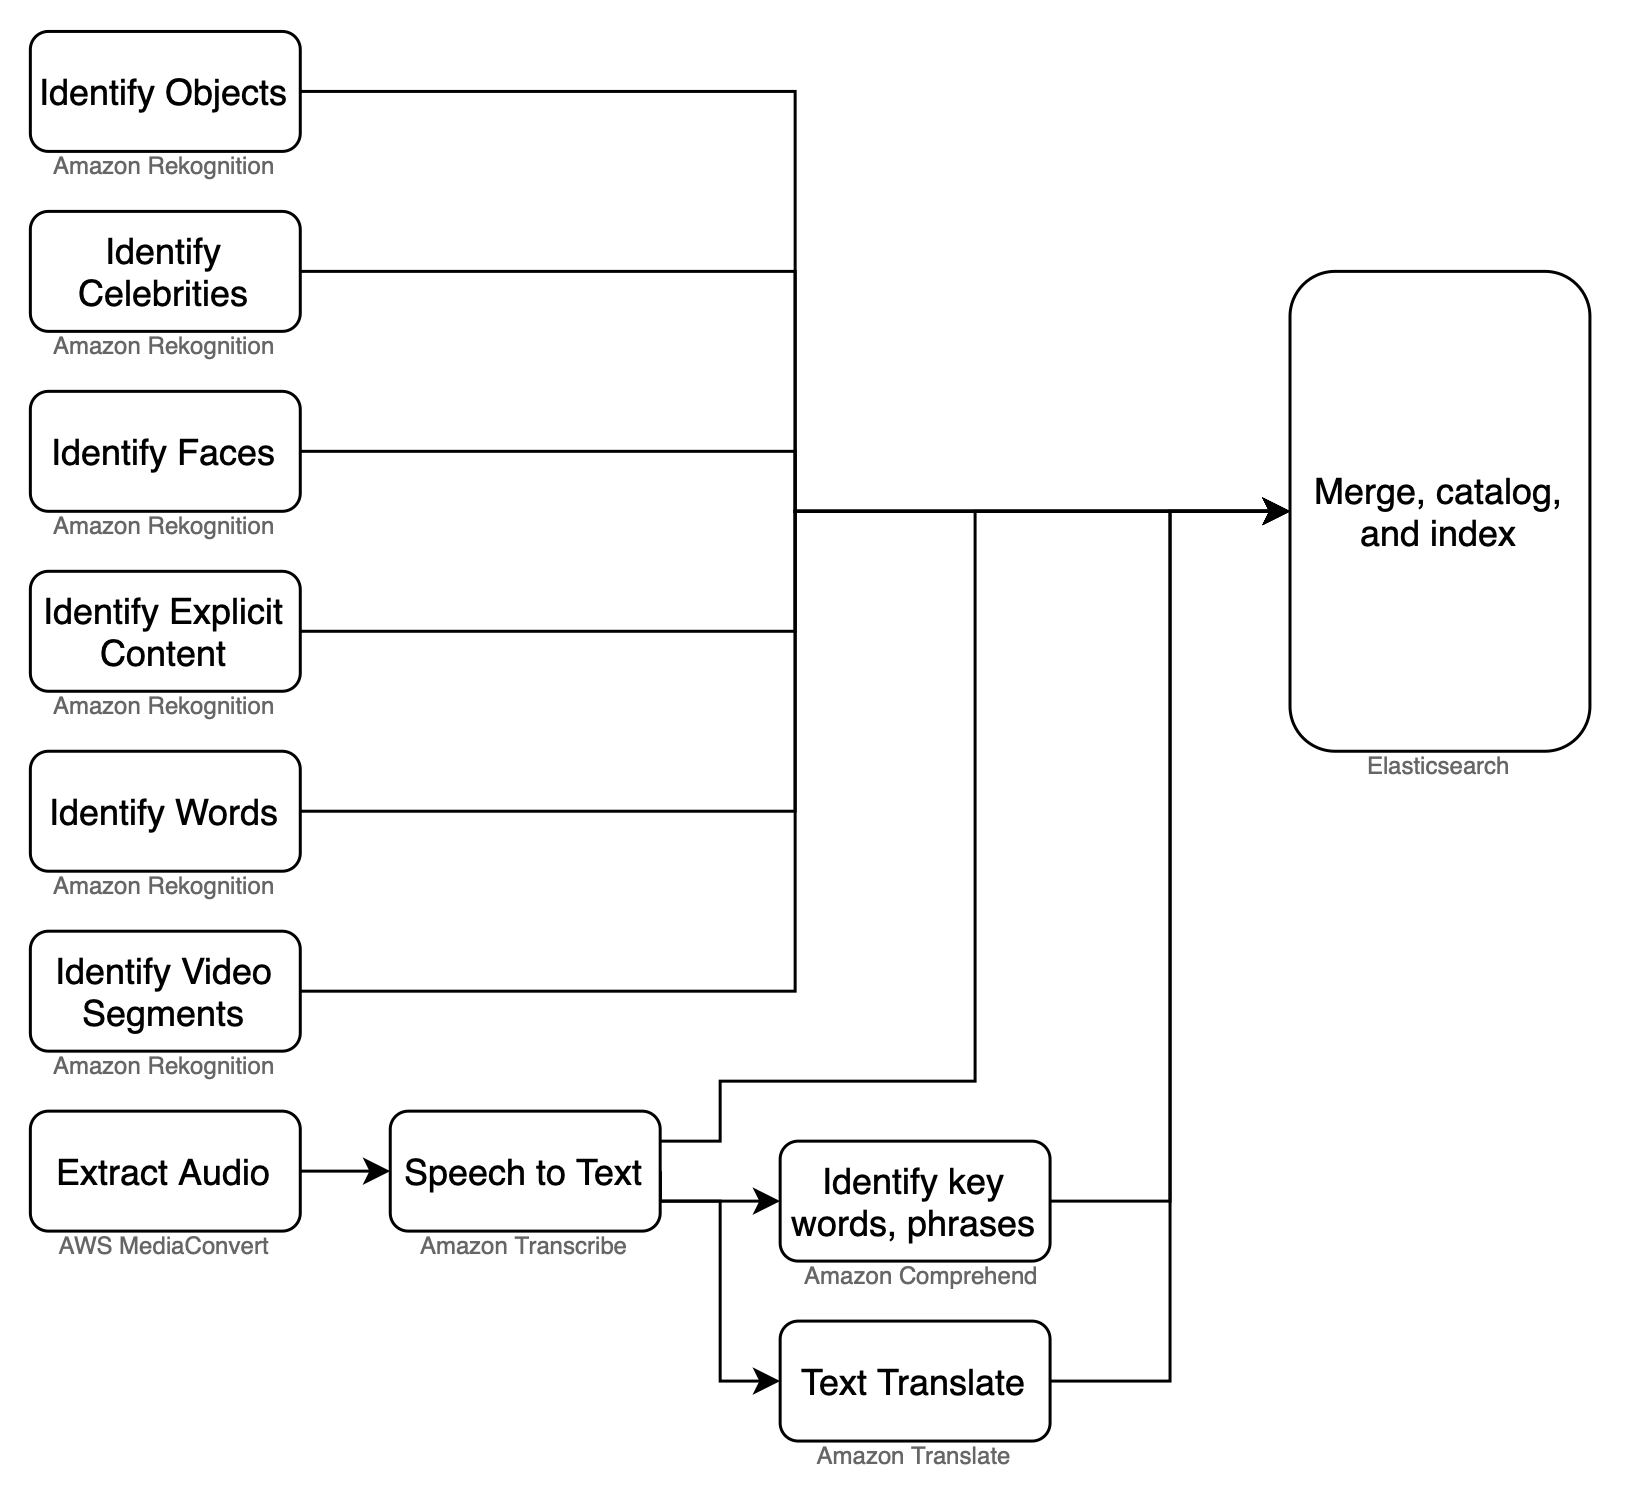 Identify Objects
Amazon Rekognition
Identify
Celebrities
Amazon Rekognition
Identify Faces
Amazon Rekognition
Identify Explicit
Content
Amazon Rekognition
Identify Words
Amazon Rekognition
Identify Video
Segments
Amazon Rekognition
Extract Audio
AWS MediaConvert
Speech to Text
Amazon Transcribe
Identify key
words, phrases
Amazon Comprehend
Text Translate
Amazon Translate
Merge, catalog,
and index
Elasticsearch